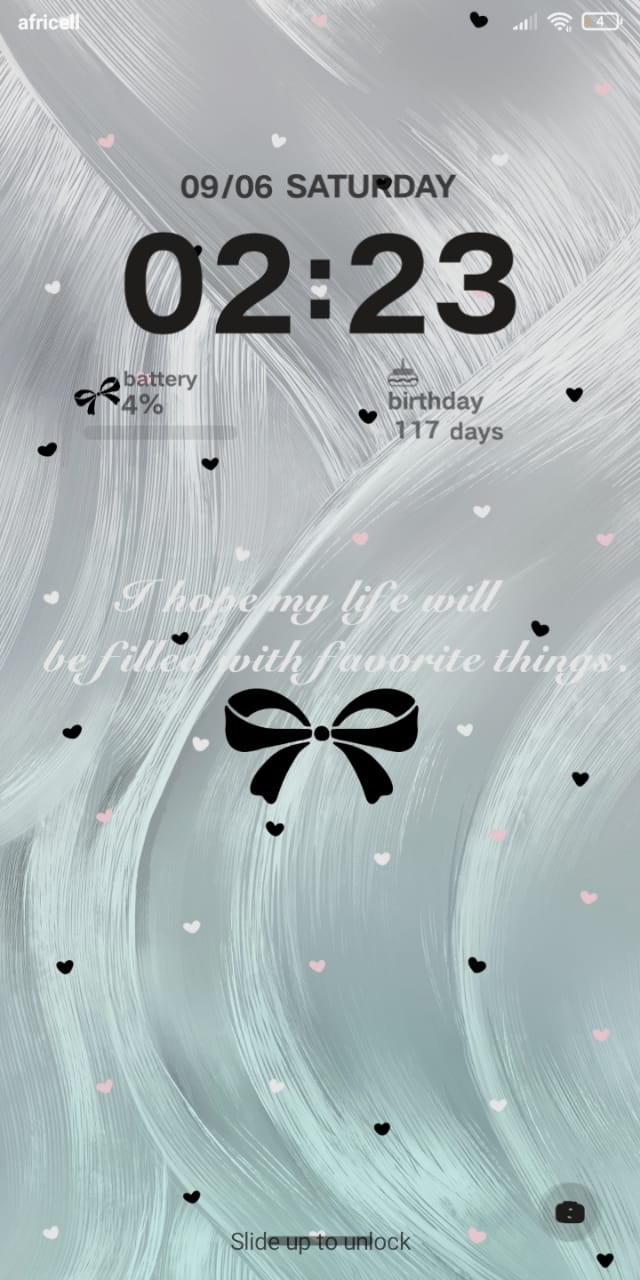 africell
4
09/06 SATURDAY
02:23
battery
4%
birthday
117 days
I hope my life will
be filled with favorite things.
Slide up to unlock